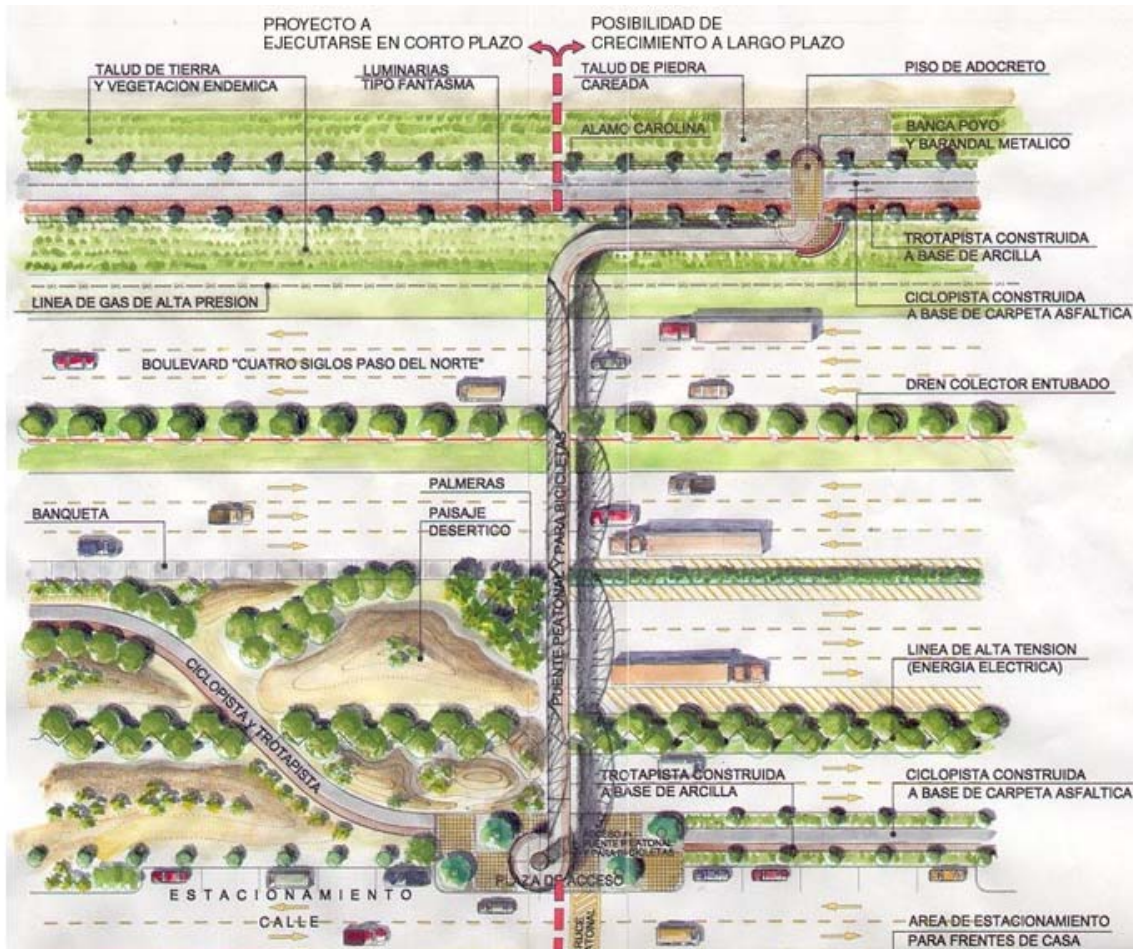 PROYECTO A
EJECUTARSE EN CORTO PLAZO
POSIBILIDAD DE
CRECIMIENTO A LARGO PLAZO
TALUD DE TIERRA
Y VEGETACION ENDEMICA
LUMINARIAS
TIPO FANTASMA
TALUD DE PIEDRA
CAREADA
PISO DE ADOCRETO
ALAMO CAROLINA
BANCA POYO
Y BARANDAL METALICO
TROTAPISTA CONSTRUIDA
A BASE DE ARCILLA
LINEA DE GAS DE ALTA PRESION
CICLOPISTA CONSTRUIDA
A BASE DE CARPETA ASFALTICA
BOULEVARD "CUATRO SIGLOS PASO DEL NORTE"
DREN COLECTOR ENTUBADO
PUENTE PEATONAL Y PARA BICICLETAS
PALMERAS
BANQUETA
PAISAJE
DESERTICO
CICLOPISTA Y TROTAPISTA
LINEA DE ALTA TENSION
(ENERGIA ELECTRICA)
TROTAPISTA CONSTRUIDA
A BASE DE ARCILLA
CICLOPISTA CONSTRUIDA
A BASE DE CARPETA ASFALTICA
PUENTE PEATONAL
PARA BICICLETAS
PLAZA DE ACCESO
ESTACIONAMIENTO
CALLE
AREA DE ESTACIONAMIENTO
PARA FRENTES DE CASA